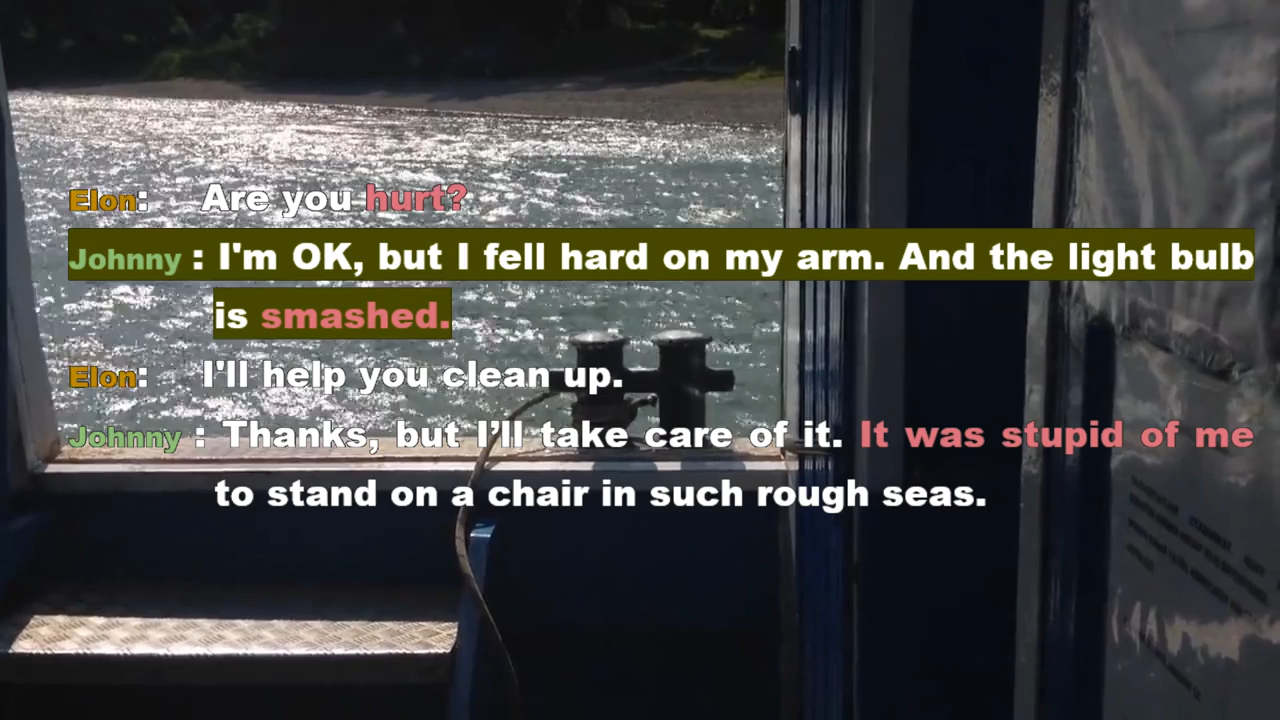 Elon: Are you hurt?
Johnny : I'm OK, but I fell hard on my arm. And the light bulb
is smashed.
Elon: I'll help you clean up.
Johnny : Thanks, but I’ll take care of it. It was stupid of me
to stand on a chair in such rough seas.